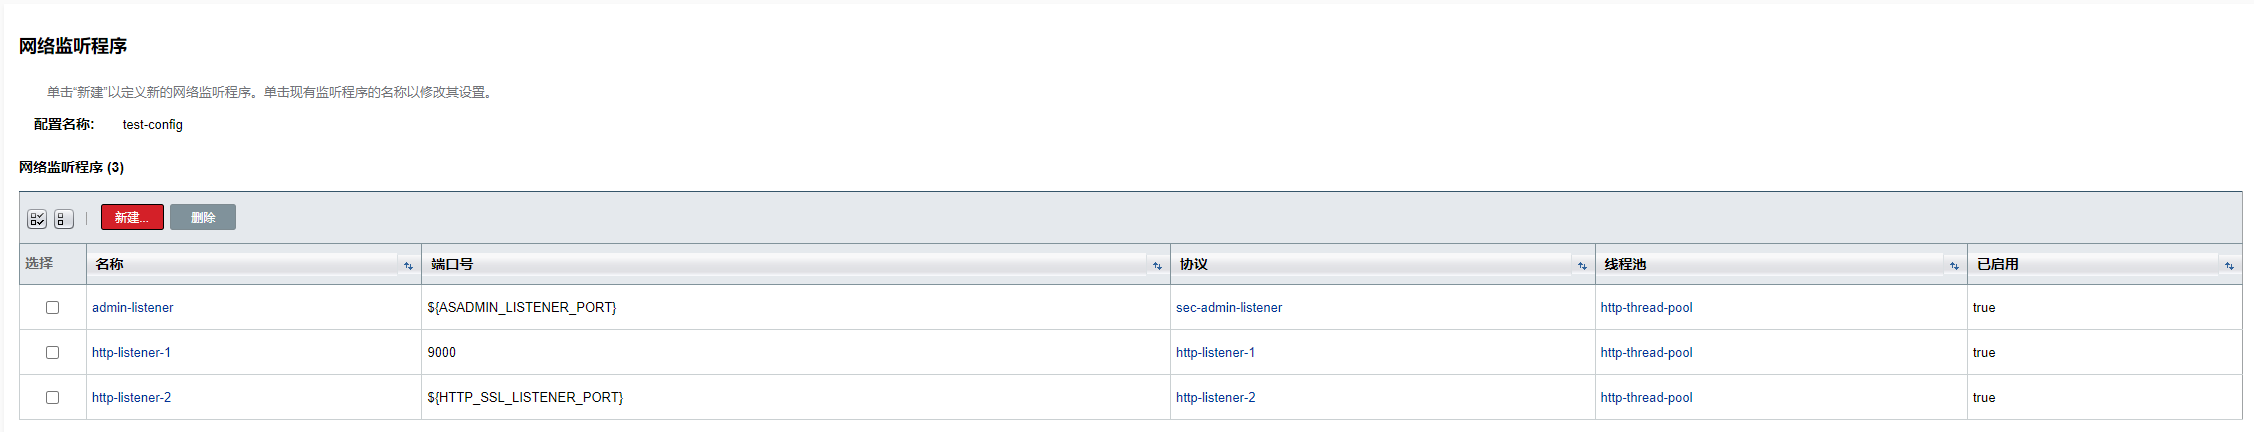 网络监听程序
单击“新建”以定义新的网络监听程序。单击现有监听程序的名称以修改其设置。
配置名称: test-config
网络监听程序 (3)
新建... 删除
选择 名称 端口号 协议 线程池 已启用
admin-listener ${ASADMIN_LISTENER_PORT} sec-admin-listener http-thread-pool true
http-listener-1 9000 http-listener-1 http-thread-pool true
http-listener-2 ${HTTP_SSL_LISTENER_PORT} http-listener-2 http-thread-pool true